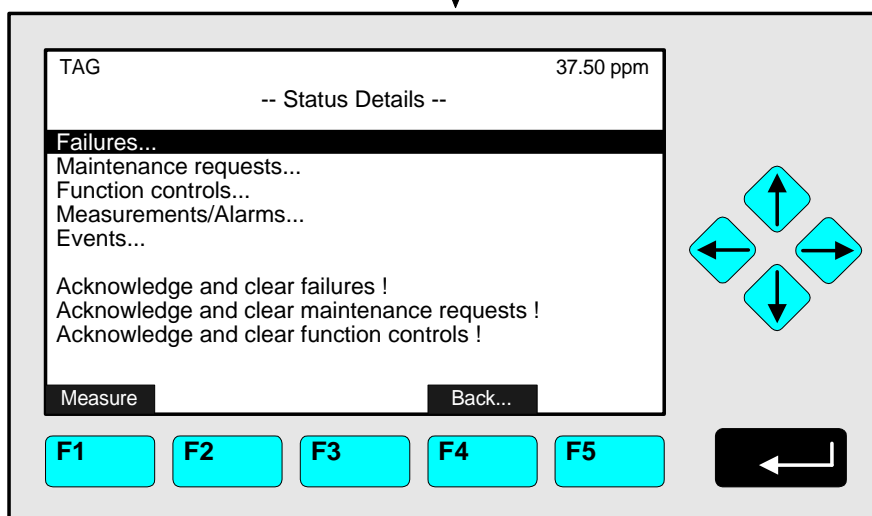 TAG 37.50 ppm
-- Status Details --
Failures...
Maintenance requests...
Function controls...
Measurements/Alarms...
Events...
Acknowledge and clear failures !
Acknowledge and clear maintenance requests !
Acknowledge and clear function controls !
Measure Back...
F1 F2 F3 F4 F5